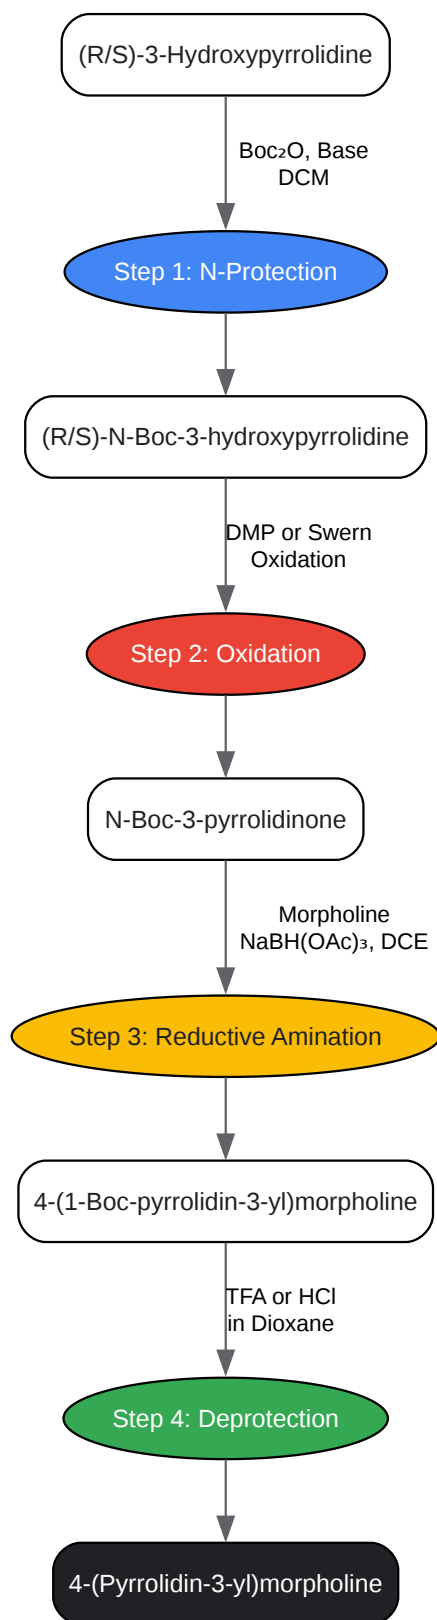 (R/S)-3-Hydroxypyrrolidine
Boc₂O, Base
DCM
Step 1: N-Protection
(R/S)-N-Boc-3-hydroxypyrrolidine
DMP or Swern
Oxidation
Step 2: Oxidation
N-Boc-3-pyrrolidinone
Morpholine
NaBH(OAc)₃, DCE
Step 3: Reductive Amination
4-(1-Boc-pyrrolidin-3-yl)morpholine
TFA or HCl
in Dioxane
Step 4: Deprotection
4-(Pyrrolidin-3-yl)morpholine